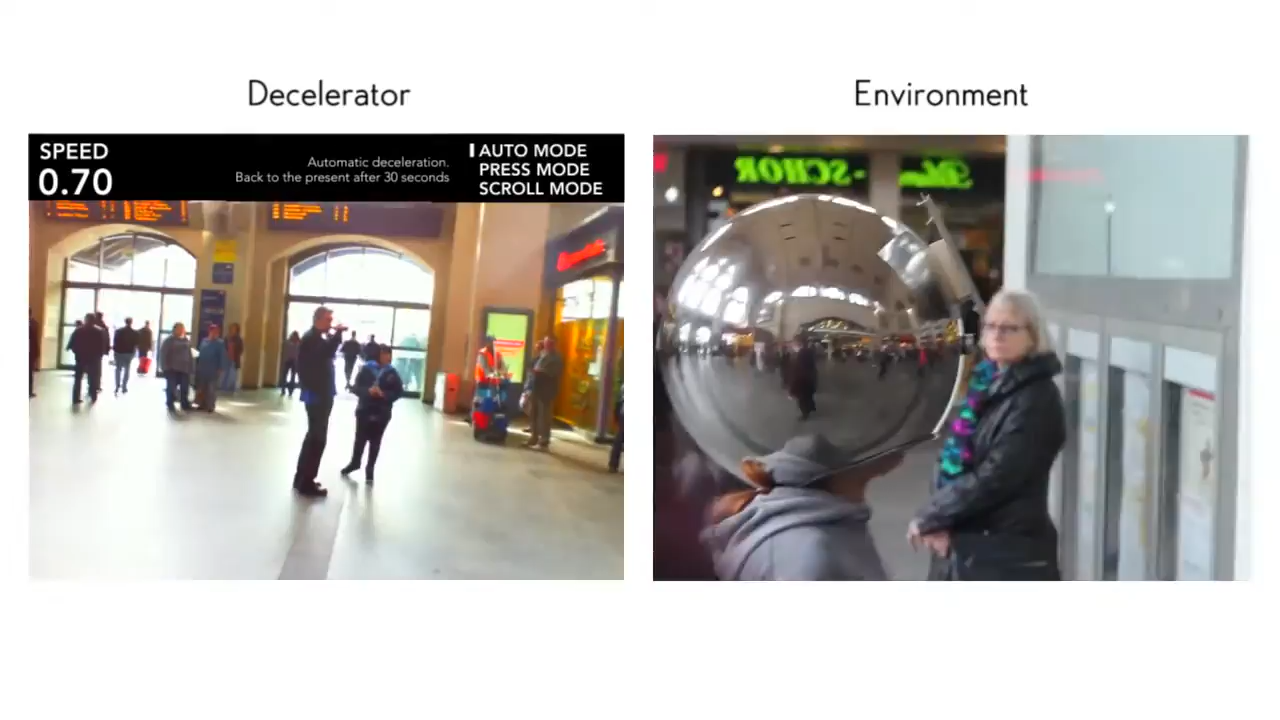 Decelerator
Environment
SPEED
0.70
Automatic deceleration.
Back to the present after 30 seconds
AUTO MODE
PRESS MODE
SCROLL MODE
-SCHOR